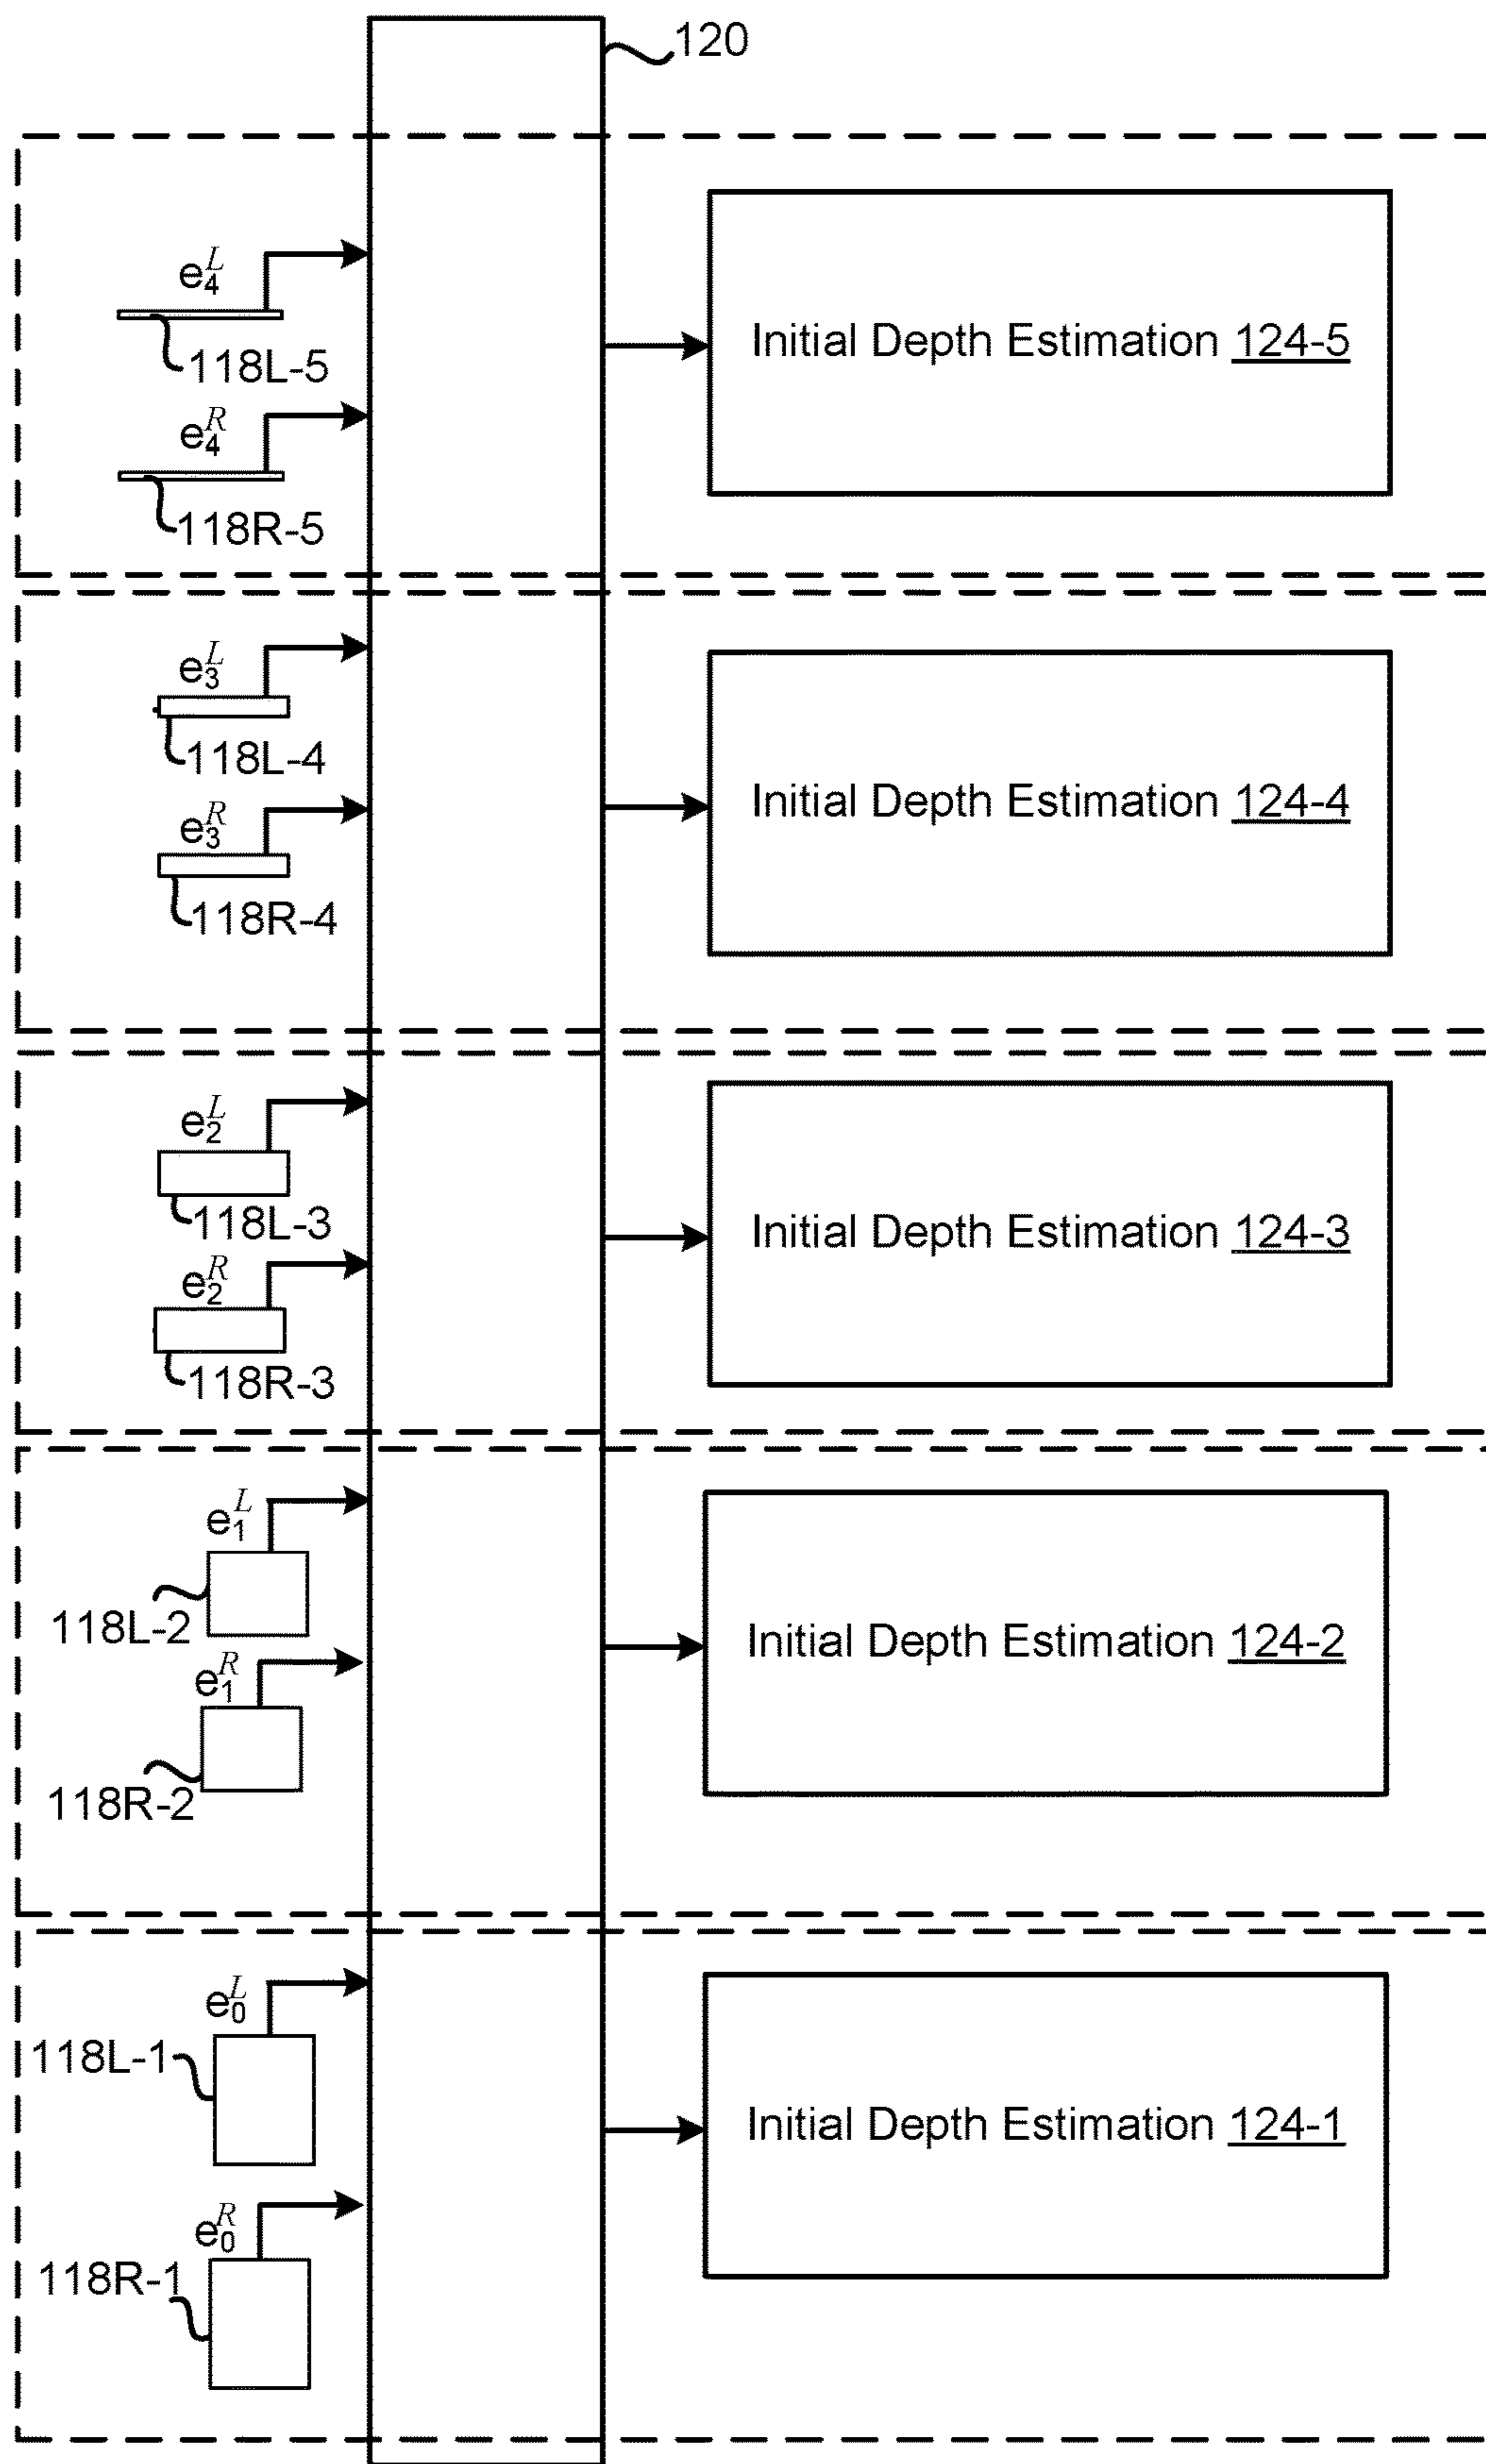 120
e₄ᴸ
118L-5
Initial Depth Estimation 124-5
e₄ᴿ
118R-5
e₃ᴸ
118L-4
Initial Depth Estimation 124-4
e₃ᴿ
118R-4
e₂ᴸ
118L-3
Initial Depth Estimation 124-3
e₂ᴿ
118R-3
e₁ᴸ
118L-2
Initial Depth Estimation 124-2
e₁ᴿ
118R-2
e₀ᴸ
118L-1
Initial Depth Estimation 124-1
e₀ᴿ
118R-1